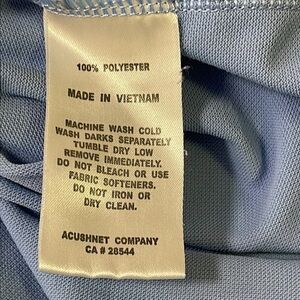 100% POLYESTER
MADE IN VIETNAM
MACHINE WASH COLD
WASH DARKS SEPARATELY
TUMBLE DRY LOW
REMOVE IMMEDIATELY.
DO NOT BLEACH OR USE
FABRIC SOFTENERS.
DO NOT IRON OR
DRY CLEAN.
ACUSHNET COMPANY
CA # 28544